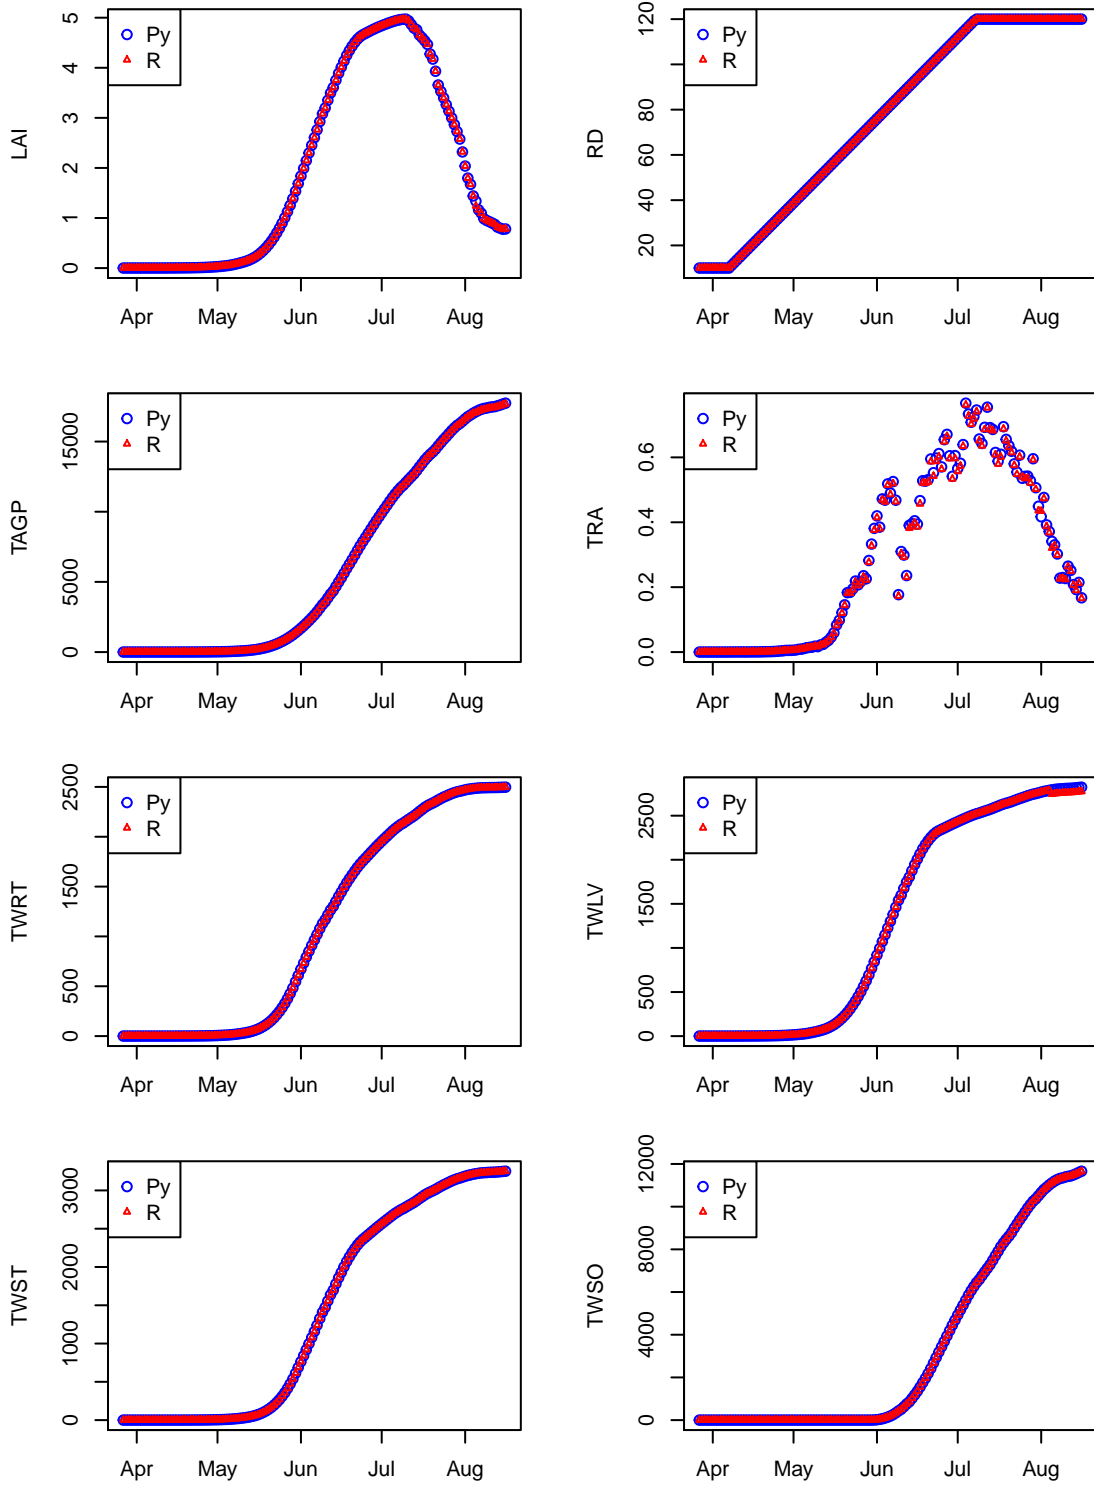 LAI
5
4
3
2
1
0
Py
R
Apr May Jun Jul Aug
RD
120
80
60
40
20
Py
R
Apr May Jun Jul Aug
TAGP
15000
5000
0
Py
R
Apr May Jun Jul Aug
TRA
0.6
0.4
0.2
0.0
Py
R
Apr May Jun Jul Aug
TWRT
2500
1500
500
0
Py
R
Apr May Jun Jul Aug
TWLV
2500
1500
500
0
Py
R
Apr May Jun Jul Aug
TWST
3000
2000
1000
0
Py
R
Apr May Jun Jul Aug
TWSO
12000
8000
4000
0
Py
R
Apr May Jun Jul Aug